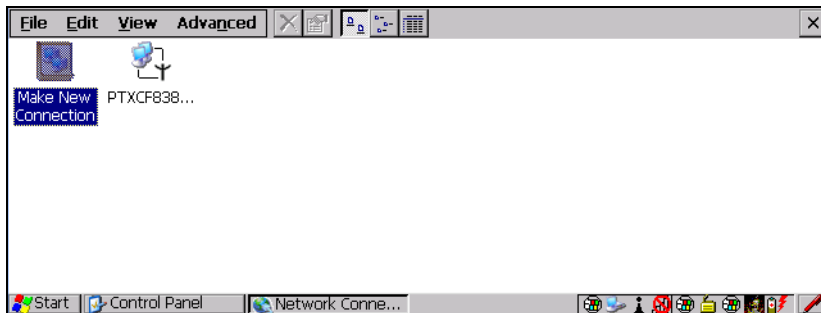 File Edit View Advanced
Make New Connection
PTXCF838...
Start Control Panel Network Conne...